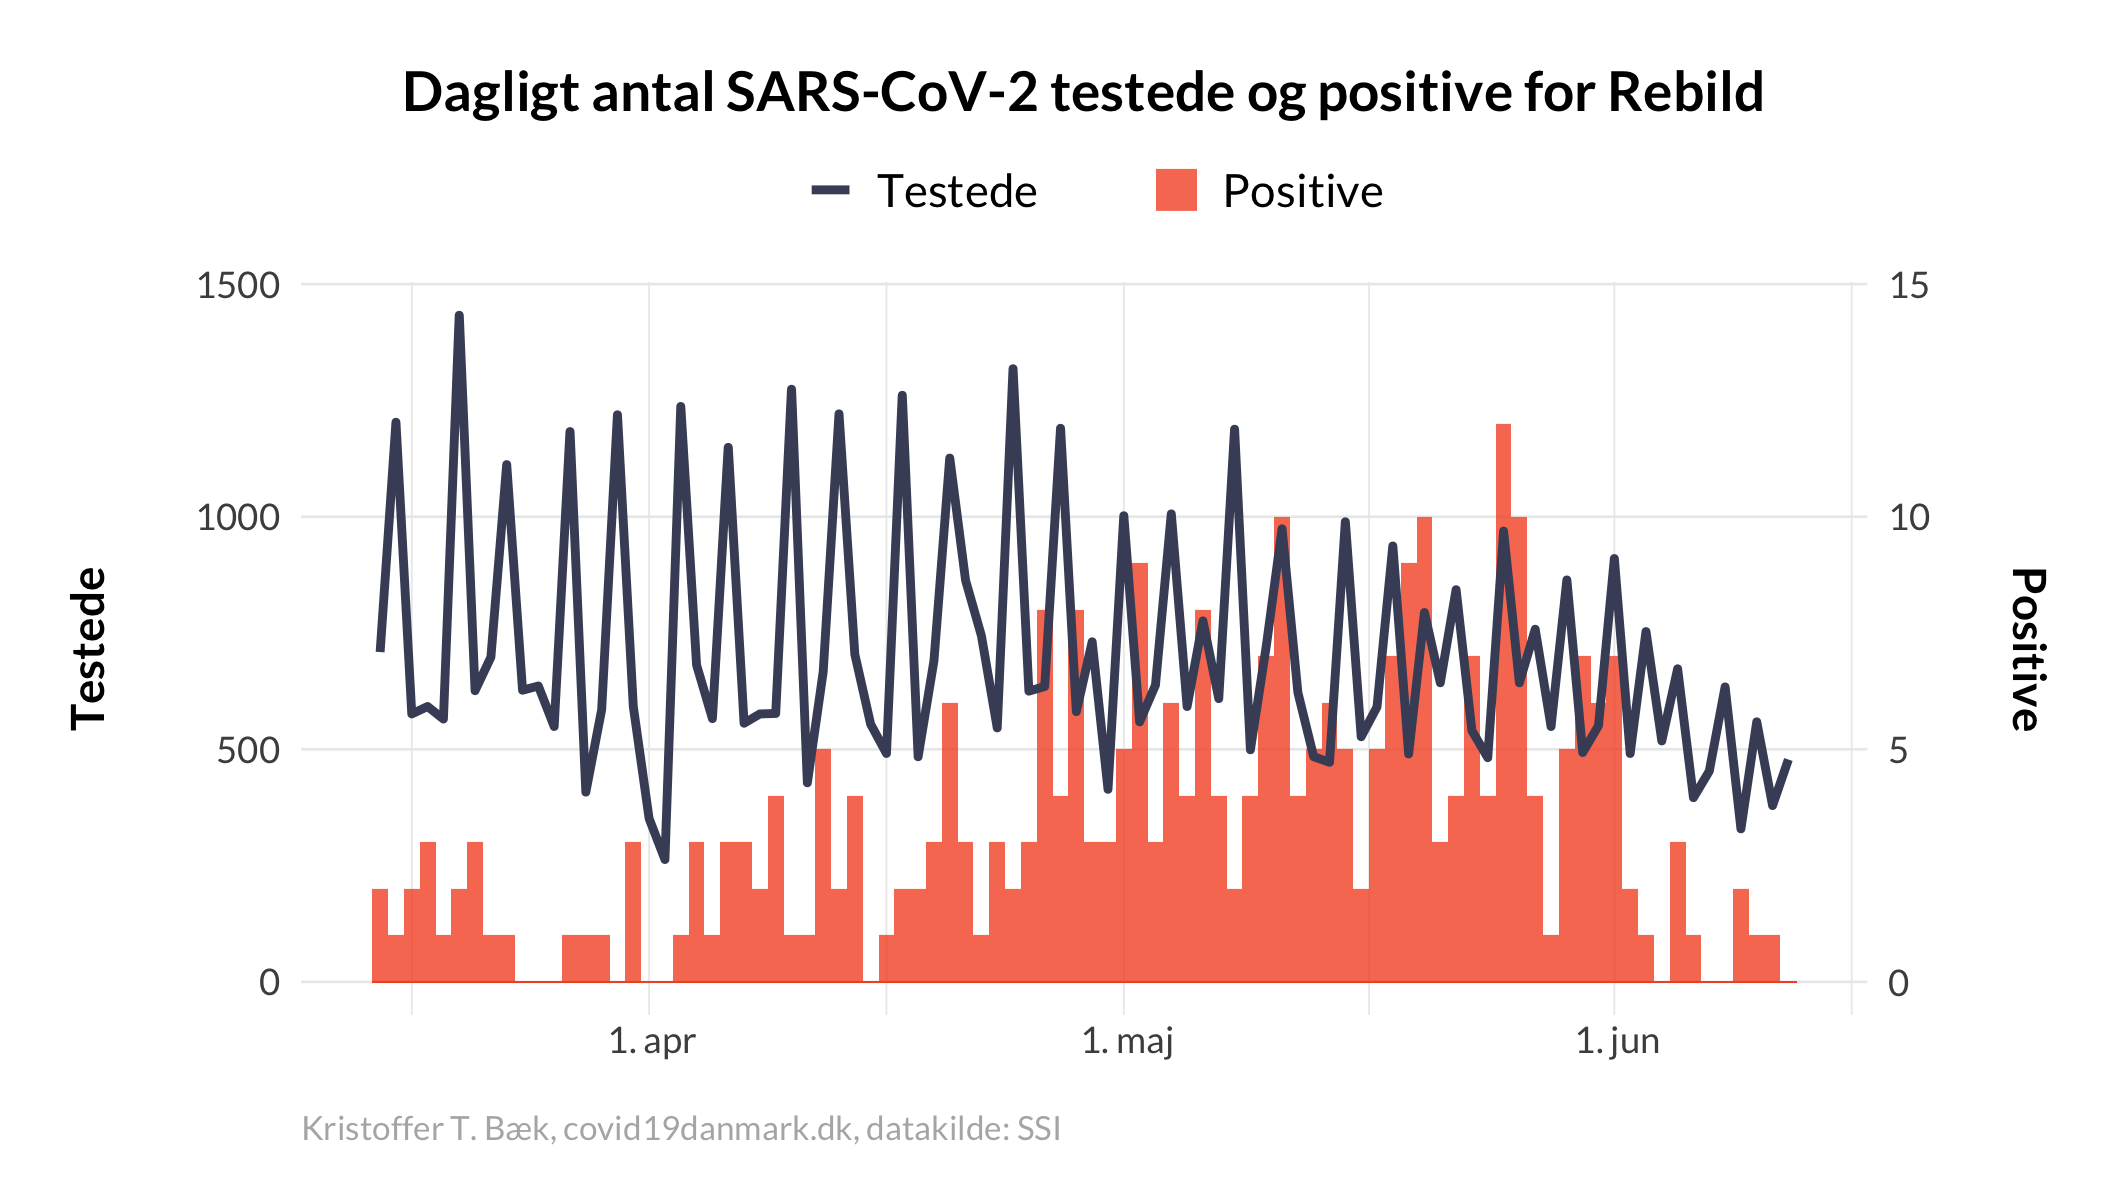 Dagligt antal SARS-CoV-2 testede og positive for Rebild
Testede
Positive
1500
1000
500
0
15
10
5
0
Testede
Positive
1. apr
1. maj
1. jun
Kristoffer T. Bæk, covid19danmark.dk, datakilde: SSI